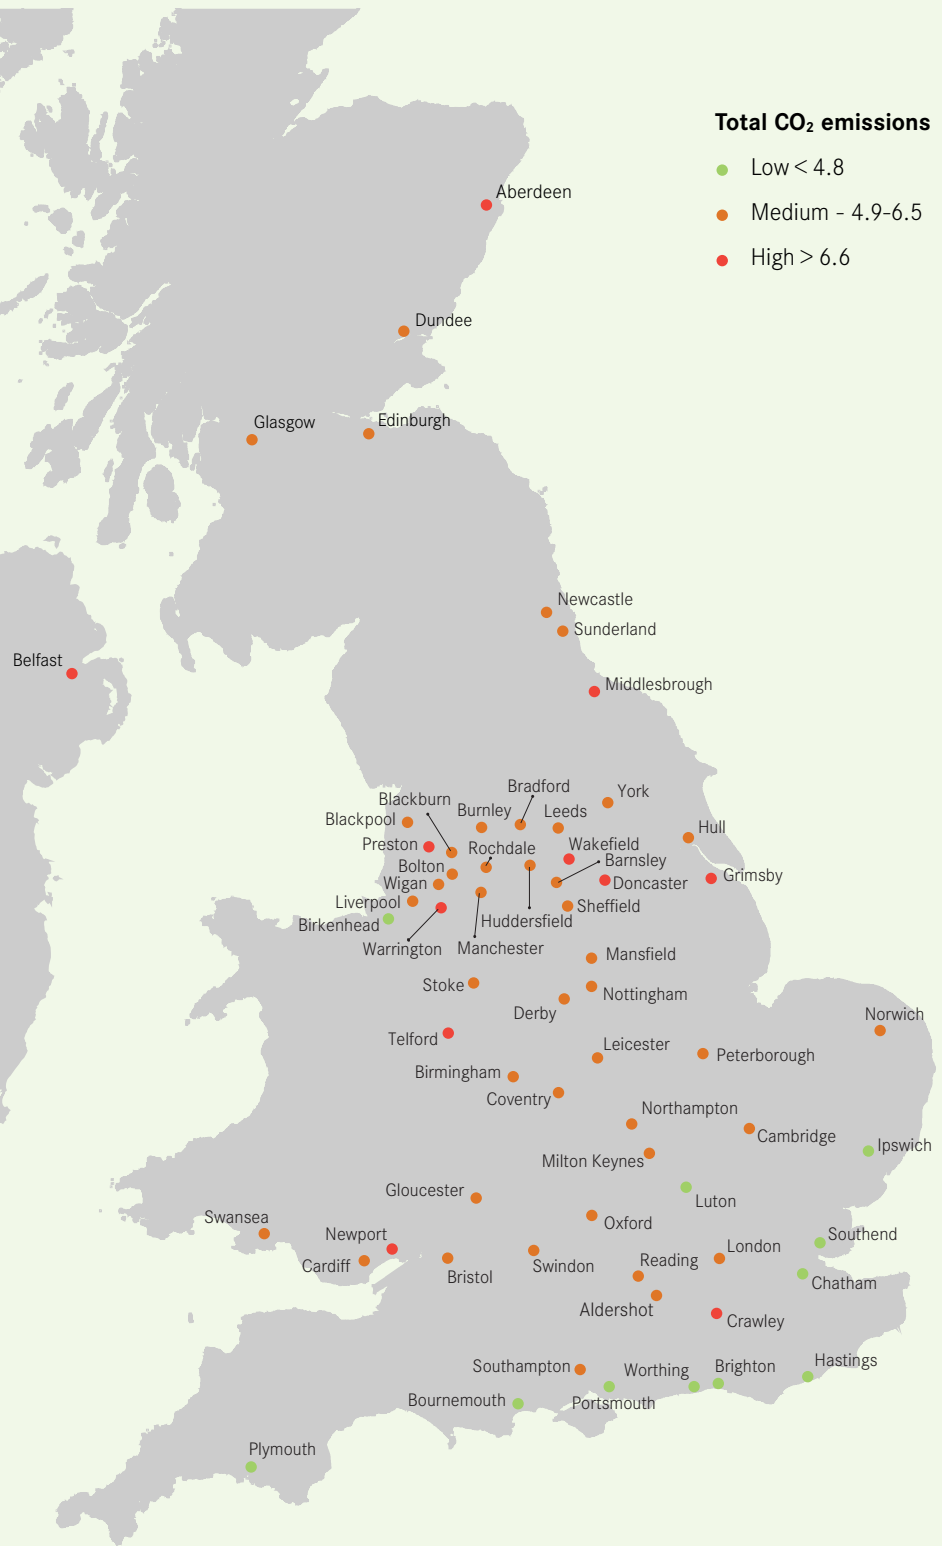 Total CO₂ emissions
Low < 4.8
Medium - 4.9-6.5
High > 6.6
Aberdeen
Dundee
Glasgow
Edinburgh
Newcastle
Sunderland
Belfast
Middlesbrough
Bradford
York
Blackburn
Burnley
Leeds
Blackpool
Hull
Preston
Rochdale
Wakefield
Barnsley
Bolton
Wigan
Doncaster
Grimsby
Liverpool
Sheffield
Birkenhead
Huddersfield
Warrington
Manchester
Mansfield
Stoke
Nottingham
Derby
Norwich
Telford
Leicester
Peterborough
Birmingham
Coventry
Northampton
Cambridge
Ipswich
Milton Keynes
Gloucester
Luton
Swansea
Oxford
Newport
Southend
London
Cardiff
Swindon
Reading
Bristol
Chatham
Aldershot
Crawley
Hastings
Southampton
Worthing
Brighton
Bournemouth
Portsmouth
Plymouth